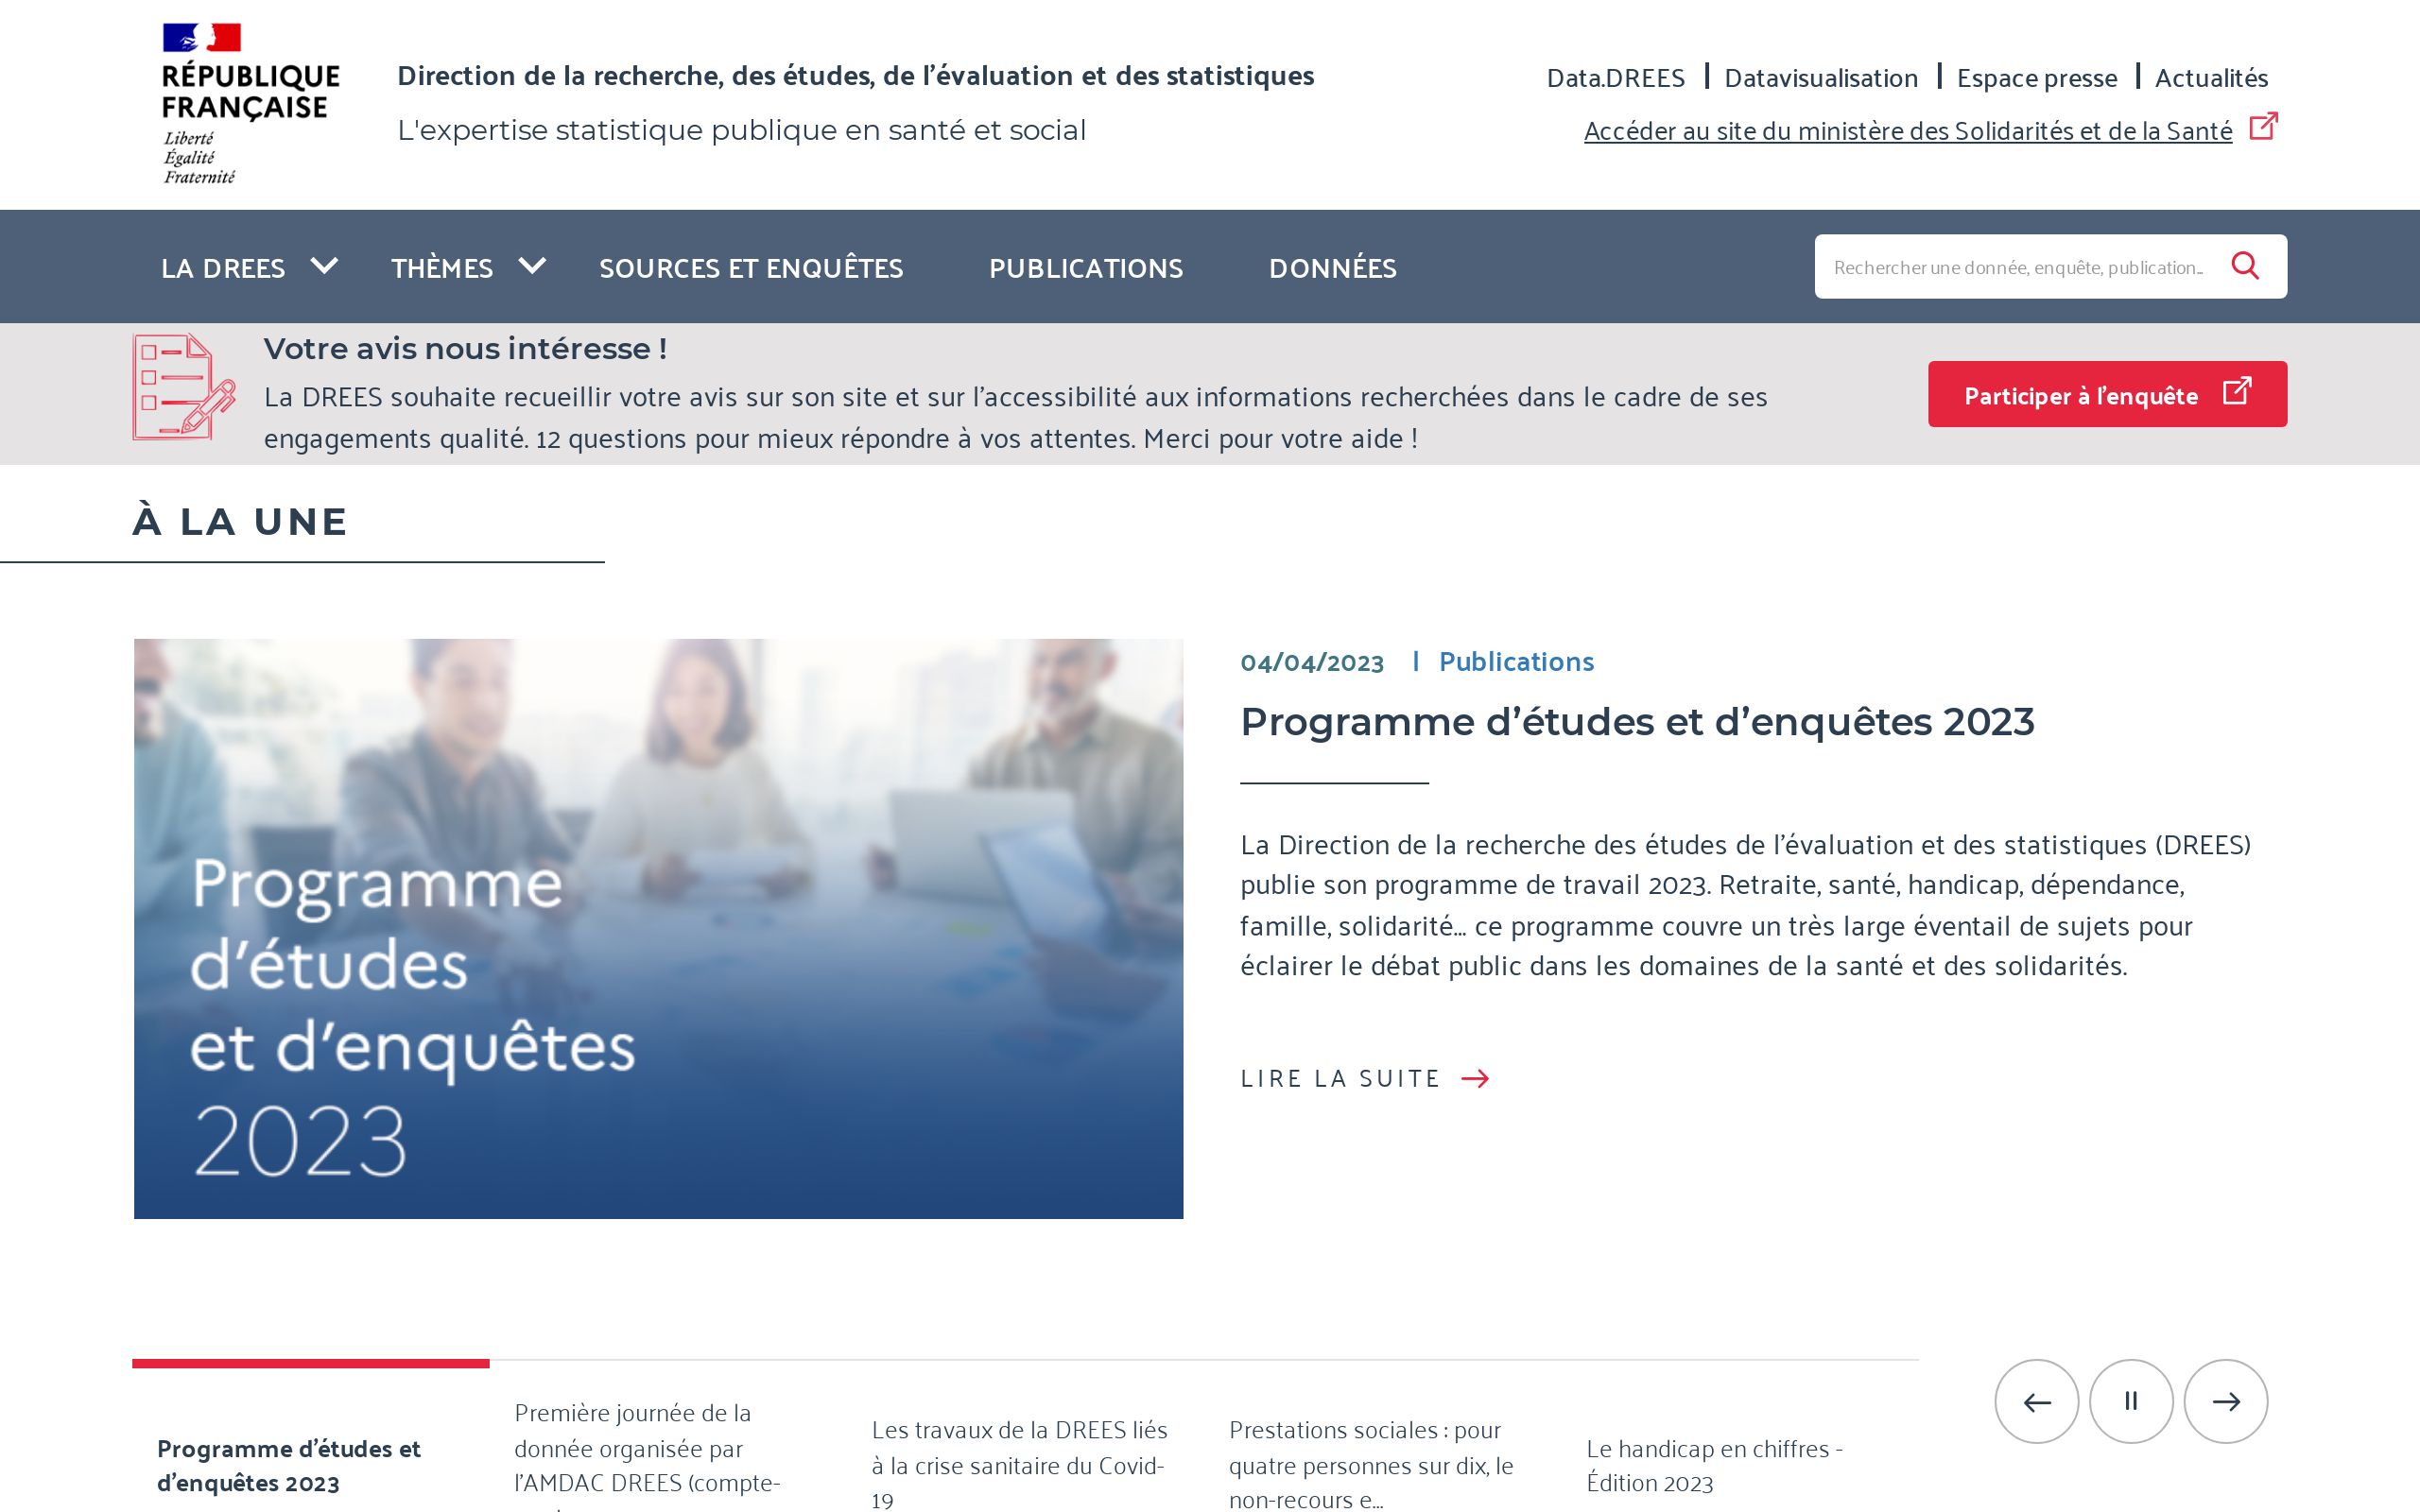 RÉPUBLIQUE
FRANÇAISE
Liberté
Égalité
Fraternité
Direction de la recherche, des études, de l’évaluation et des statistiques
L'expertise statistique publique en santé et social
Data.DREES
Datavisualisation
Espace presse
Actualités
Accéder au site du ministère des Solidarités et de la Santé
LA DREES
THÈMES
SOURCES ET ENQUÊTES
PUBLICATIONS
DONNÉES
Rechercher une donnée, enquête, publication...
Votre avis nous intéresse !
La DREES souhaite recueillir votre avis sur son site et sur l’accessibilité aux informations recherchées dans le cadre de ses
engagements qualité. 12 questions pour mieux répondre à vos attentes. Merci pour votre aide !
Participer à l’enquête
À LA UNE
Programme
d’études
et d’enquêtes
2023
04/04/2023 | Publications
Programme d’études et d’enquêtes 2023
La Direction de la recherche des études de l’évaluation et des statistiques (DREES)
publie son programme de travail 2023. Retraite, santé, handicap, dépendance,
famille, solidarité... ce programme couvre un très large éventail de sujets pour
éclairer le débat public dans les domaines de la santé et des solidarités.
LIRE LA SUITE
Programme d’études et
d’enquêtes 2023
Première journée de la
donnée organisée par
l’AMDAC DREES (compte-
Les travaux de la DREES liés
à la crise sanitaire du Covid-
19
Prestations sociales : pour
quatre personnes sur dix, le
non-recours e...
Le handicap en chiffres -
Édition 2023